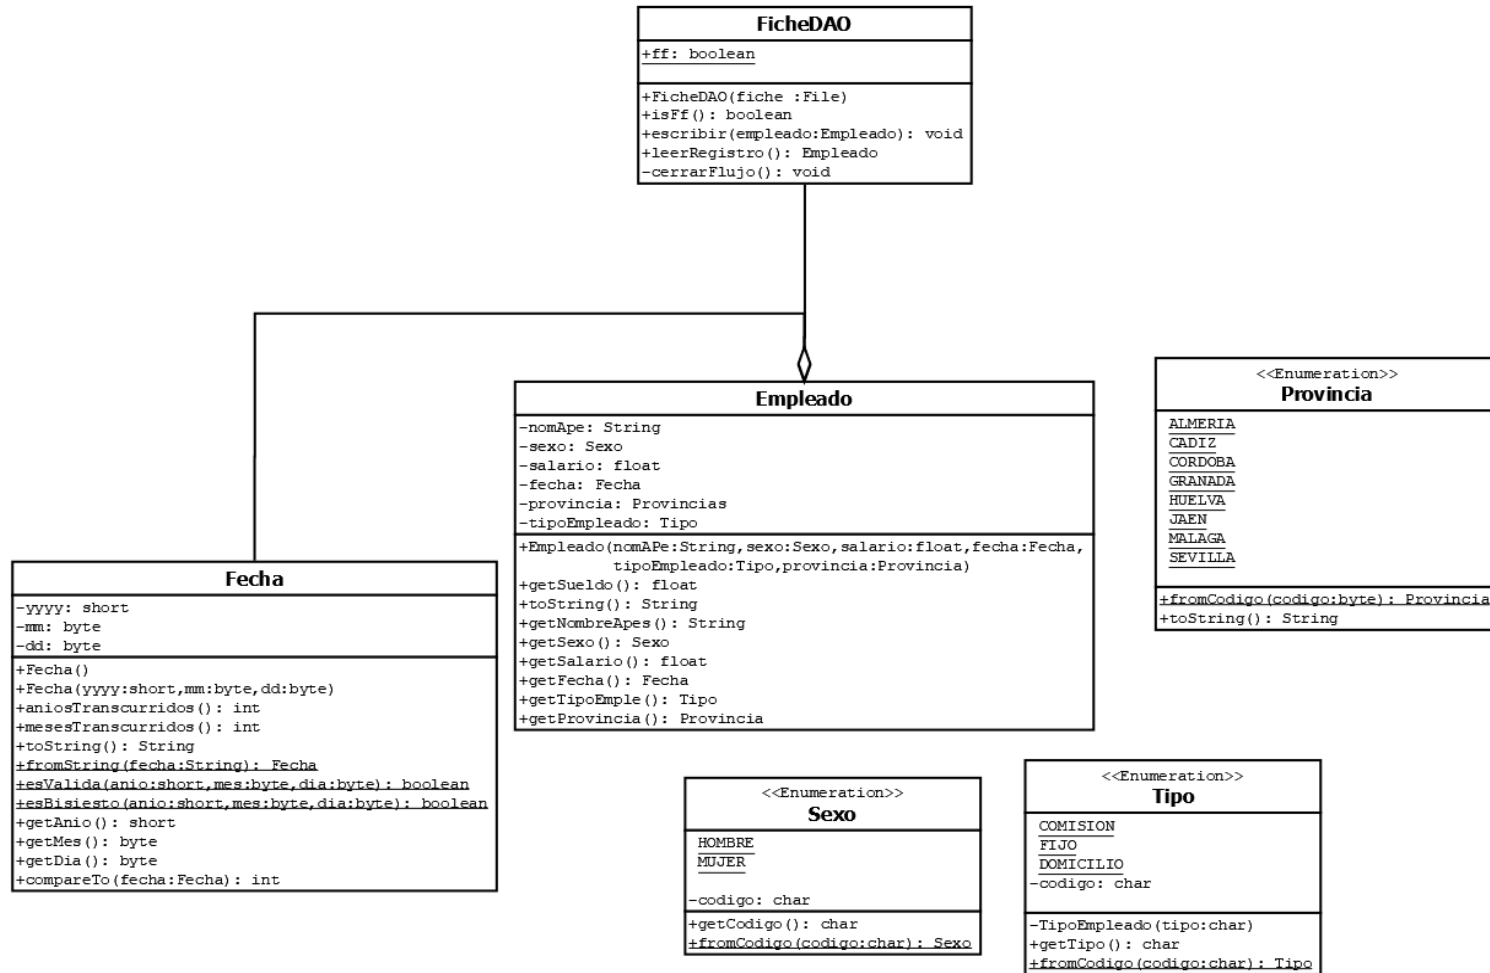 FicheDAO
+ff: boolean
+FicheDAO(fiche :File)
+isFf(): boolean
+escribir(empleado:Empleado): void
+leerRegistro(): Empleado
-cerrarFlujo(): void
Empleado
-nomApe: String
-sexo: Sexo
-salario: float
-fecha: Fecha
-provincia: Provincias
-tipoEmpleado: Tipo
+Empleado(nomAPe:String,sexo:Sexo,salario:float,fecha:Fecha,
tipoEmpleado:Tipo,provincia:Provincia)
+getSueldo(): float
+toString(): String
+getNombreApes(): String
+getSexo(): Sexo
+getSalario(): float
+getFecha(): Fecha
+getTipoEmple(): Tipo
+getProvincia(): Provincia
<<Enumeration>>
Provincia
ALMERIA
CADIZ
CORDOBA
GRANADA
HUELVA
JAEN
MALAGA
SEVILLA
+fromCodigo(codigo:byte): Provincia
+toString(): String
Fecha
-yyyy: short
-mm: byte
-dd: byte
+Fecha()
+Fecha(yyyy:short,mm:byte,dd:byte)
+aniosTranscurridos(): int
+mesesTranscurridos(): int
+toString(): String
+fromString(fecha:String): Fecha
+esValida(anio:short,mes:byte,dia:byte): boolean
+esBisiesto(anio:short,mes:byte,dia:byte): boolean
+getAnio(): short
+getMes(): byte
+getDia(): byte
+compareTo(fecha:Fecha): int
<<Enumeration>>
Sexo
HOMBRE
MUJER
-codigo: char
+getCodigo(): char
+fromCodigo(codigo:char): Sexo
<<Enumeration>>
Tipo
COMISION
FIJO
DOMICILIO
-codigo: char
-TipoEmpleado(tipo:char)
+getTipo(): char
+fromCodigo(codigo:char): Tipo